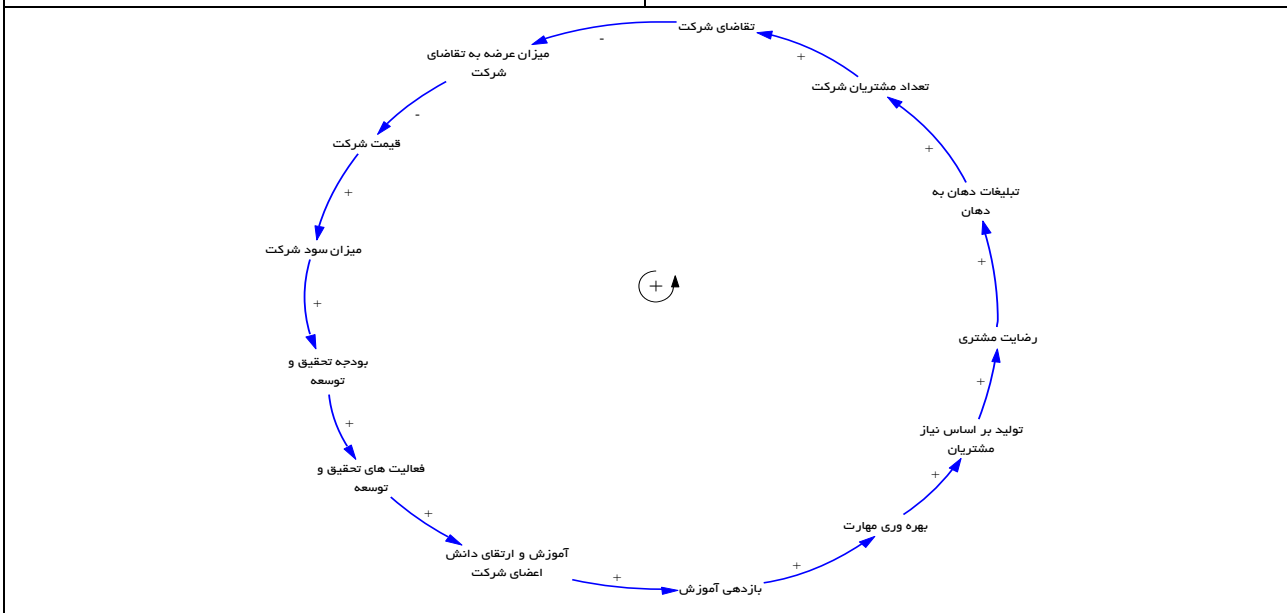 تقاضای شرکت
-
میزان عرضه به تقاضای
شرکت
-
قیمت شرکت
+
میزان سود شرکت
+
بودجه تحقیق و
توسعه
+
فعالیت های تحقیق و
توسعه
+
آموزش و ارتقای دانش
اعضای شرکت
+
بازدهی آموزش
+
بهره وری مهارت
+
تولید بر اساس نیاز
مشتریان
+
رضایت مشتری
+
تبلیغات دهان به
دهان
+
تعداد مشتریان شرکت
+
+